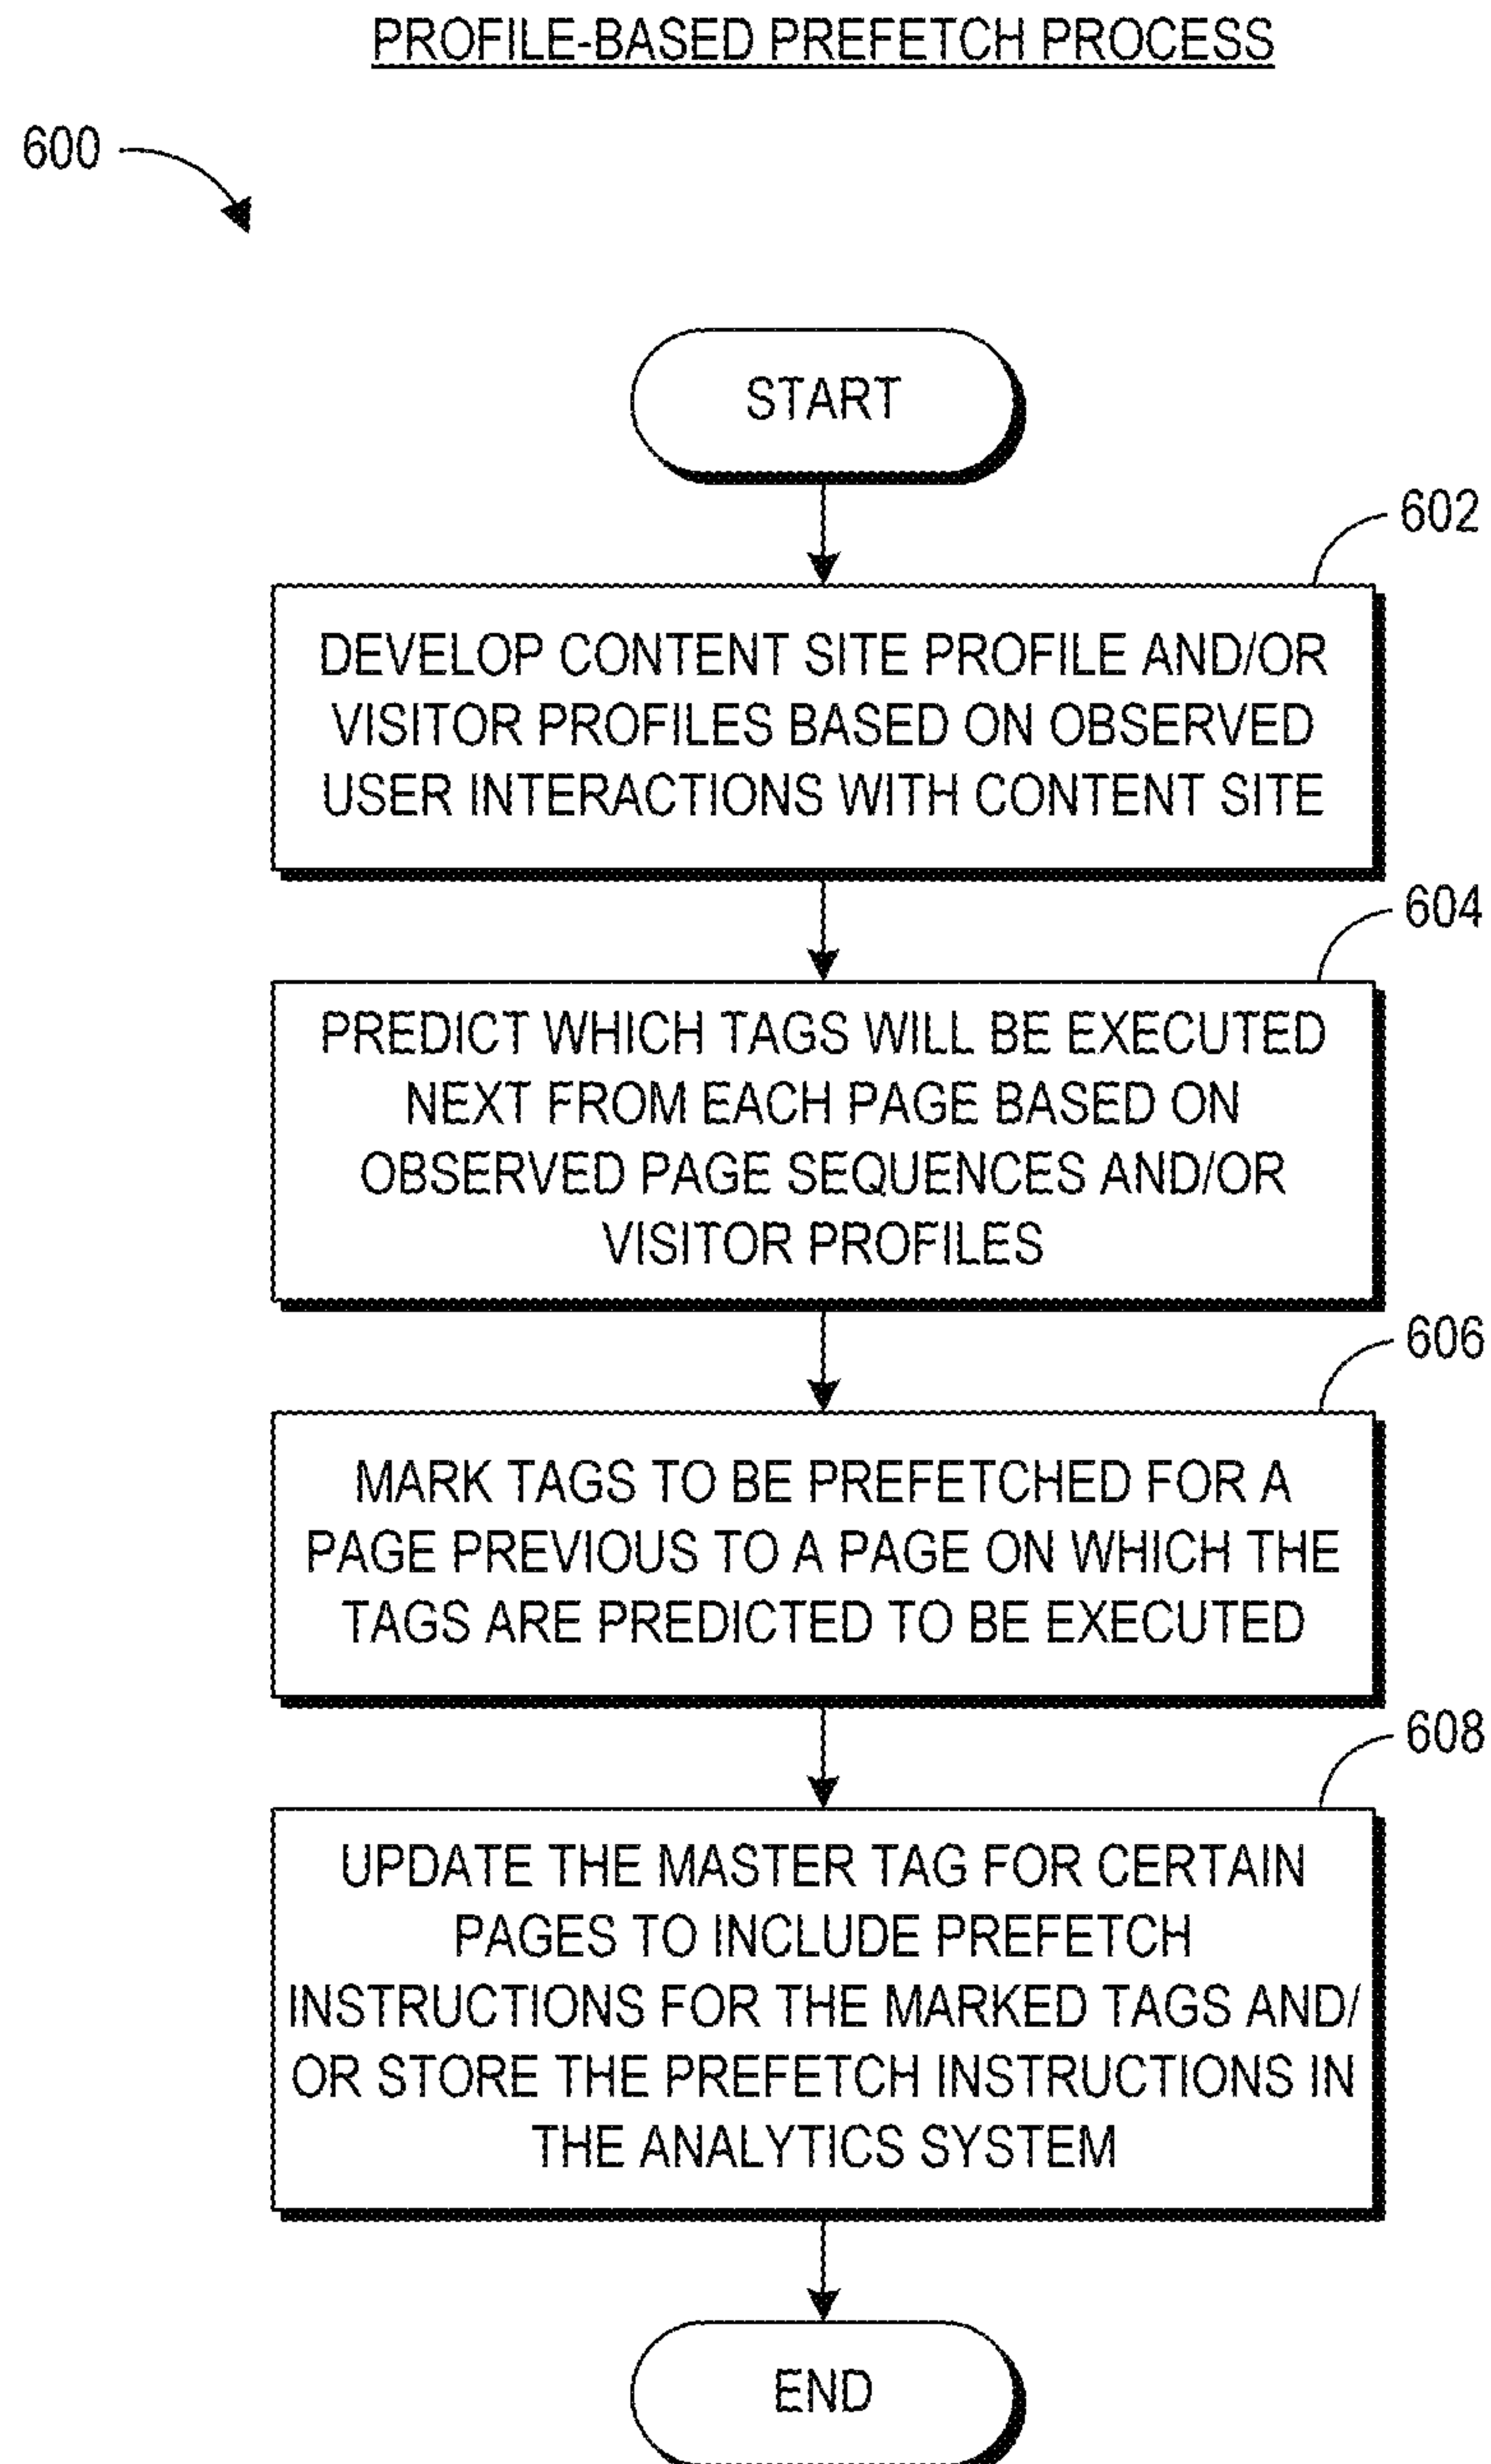 PROFILE-BASED PREFETCH PROCESS
600
START
602
DEVELOP CONTENT SITE PROFILE AND/OR
VISITOR PROFILES BASED ON OBSERVED
USER INTERACTIONS WITH CONTENT SITE
604
PREDICT WHICH TAGS WILL BE EXECUTED
NEXT FROM EACH PAGE BASED ON
OBSERVED PAGE SEQUENCES AND/OR
VISITOR PROFILES
606
MARK TAGS TO BE PREFETCHED FOR A
PAGE PREVIOUS TO A PAGE ON WHICH THE
TAGS ARE PREDICTED TO BE EXECUTED
608
UPDATE THE MASTER TAG FOR CERTAIN
PAGES TO INCLUDE PREFETCH
INSTRUCTIONS FOR THE MARKED TAGS AND/
OR STORE THE PREFETCH INSTRUCTIONS IN
THE ANALYTICS SYSTEM
END